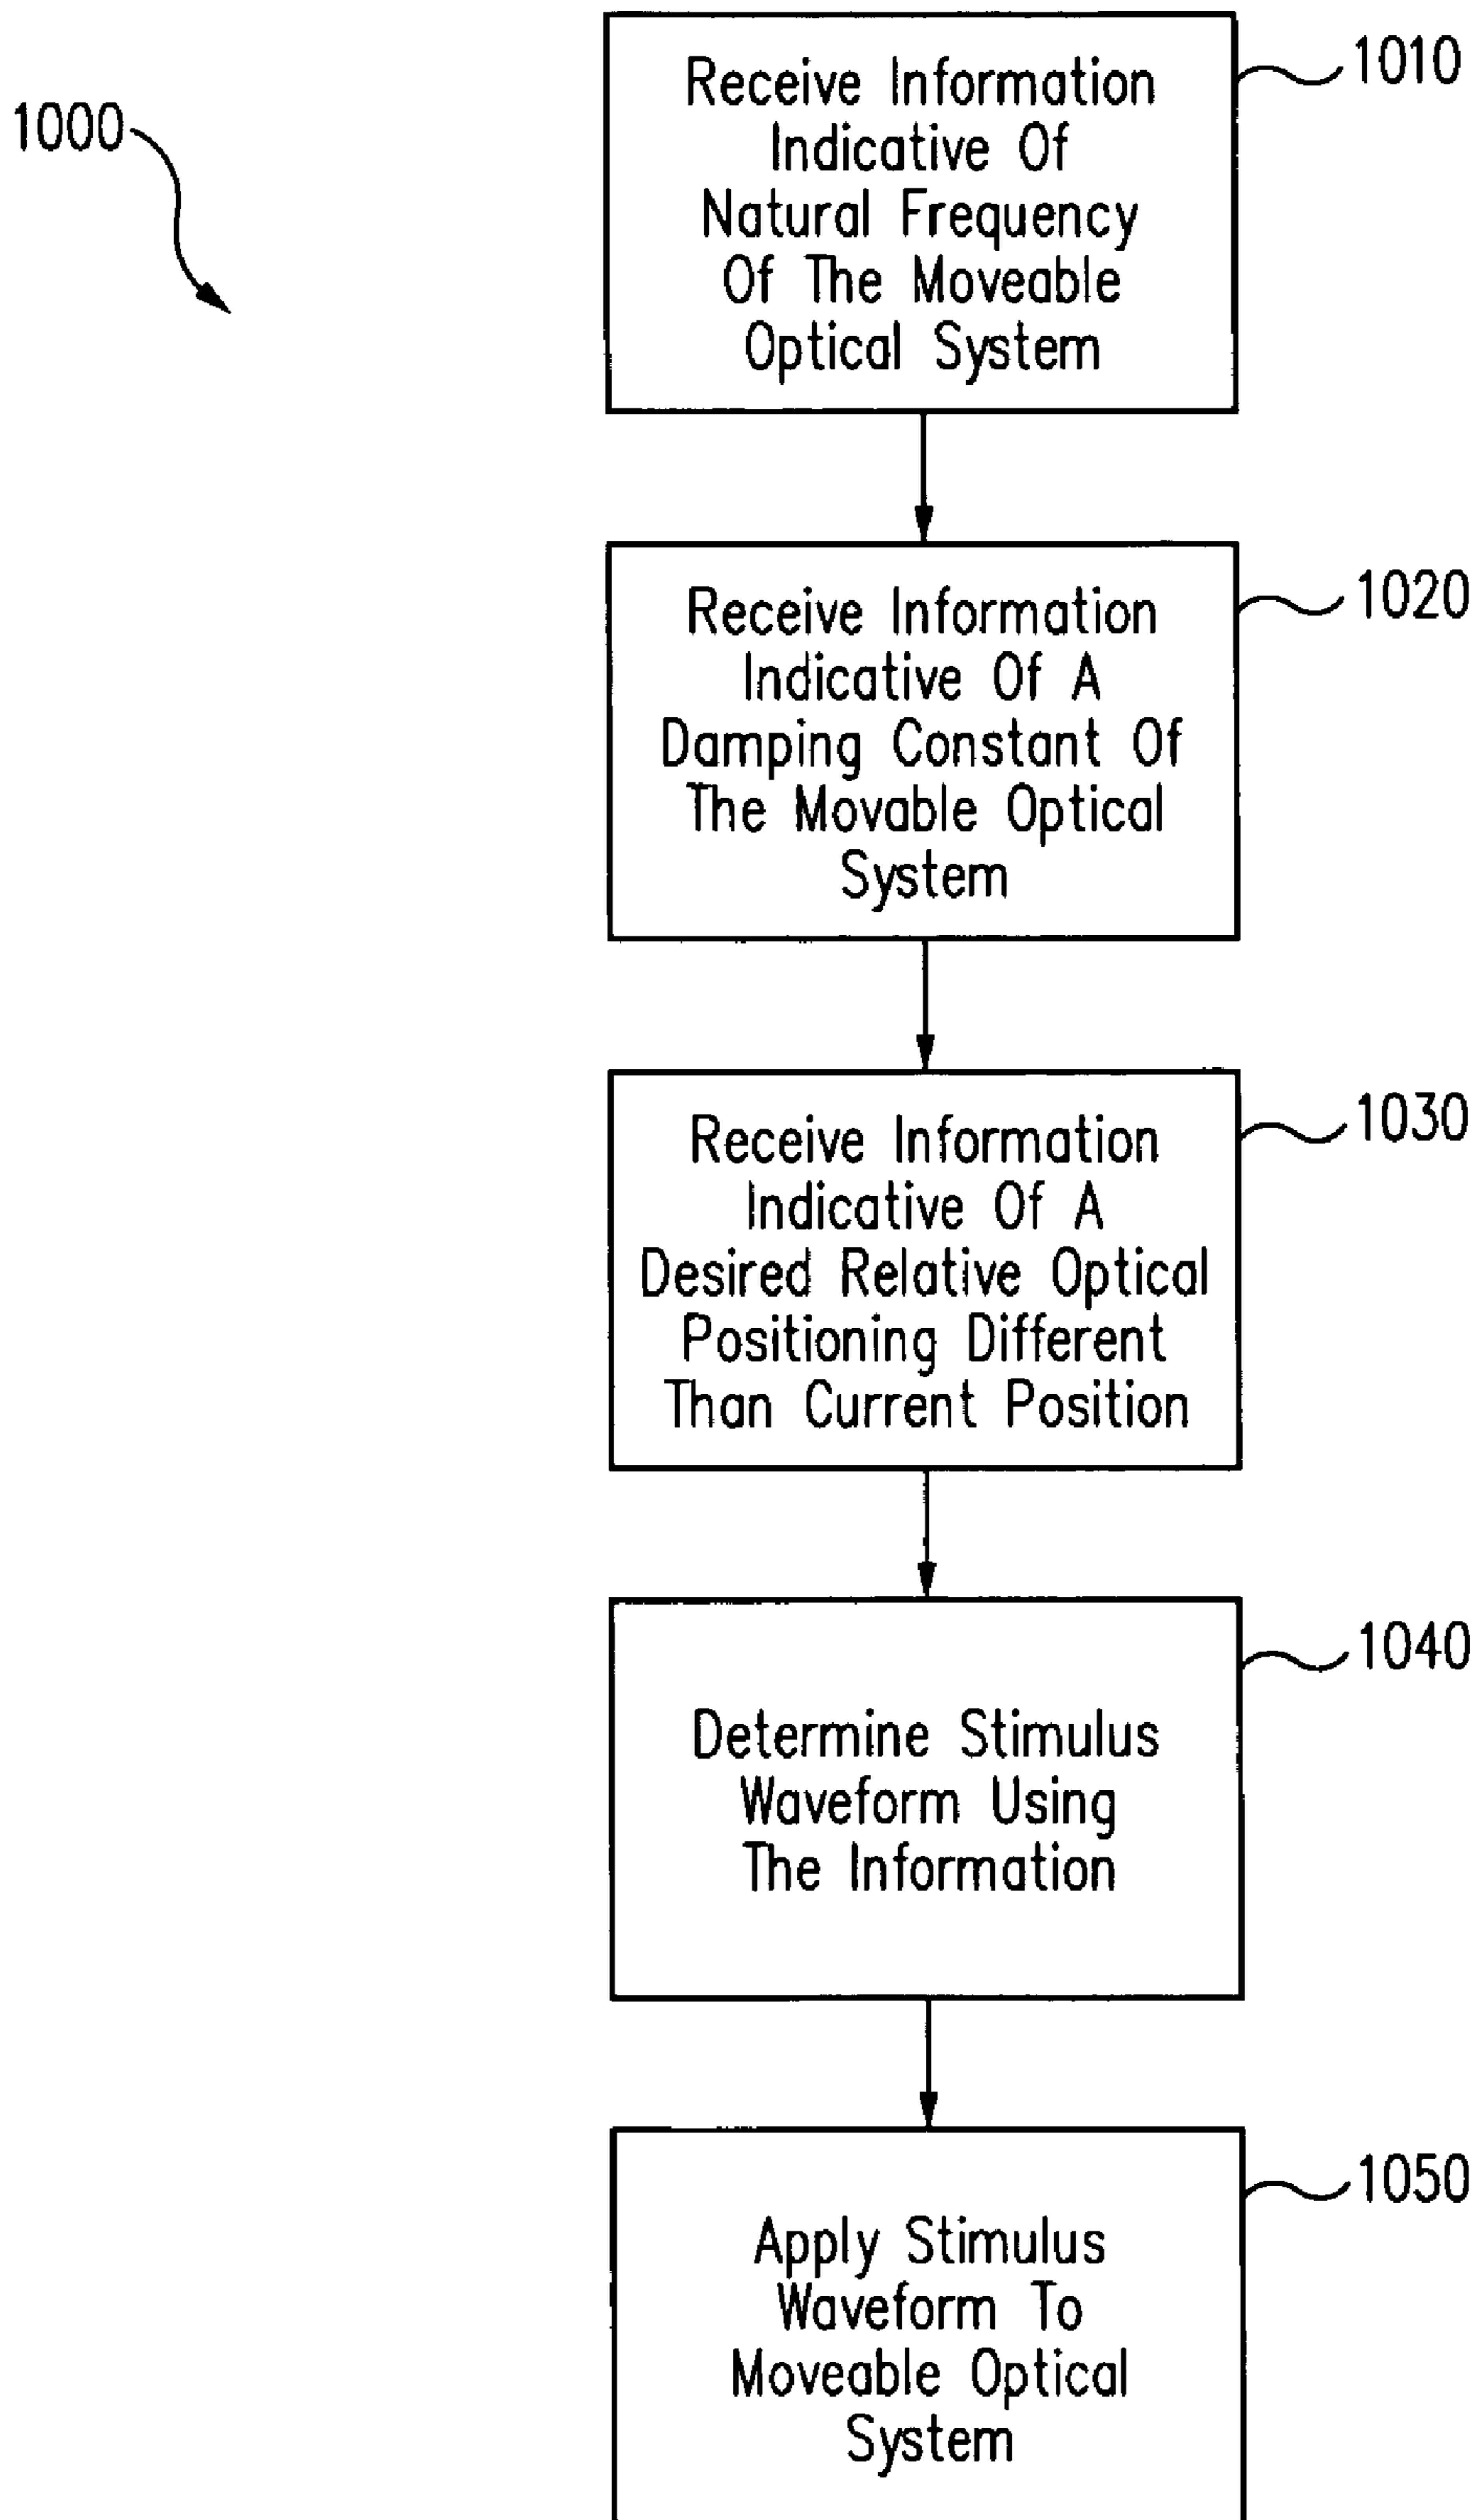 1000
Receive Information
Indicative Of
Natural Frequency
Of The Moveable
Optical System
1010
Receive Information
Indicative Of A
Damping Constant Of
The Movable Optical
System
1020
Receive Information
Indicative Of A
Desired Relative Optical
Positioning Different
Than Current Position
1030
Determine Stimulus
Waveform Using
The Information
1040
Apply Stimulus
Waveform To
Moveable Optical
System
1050